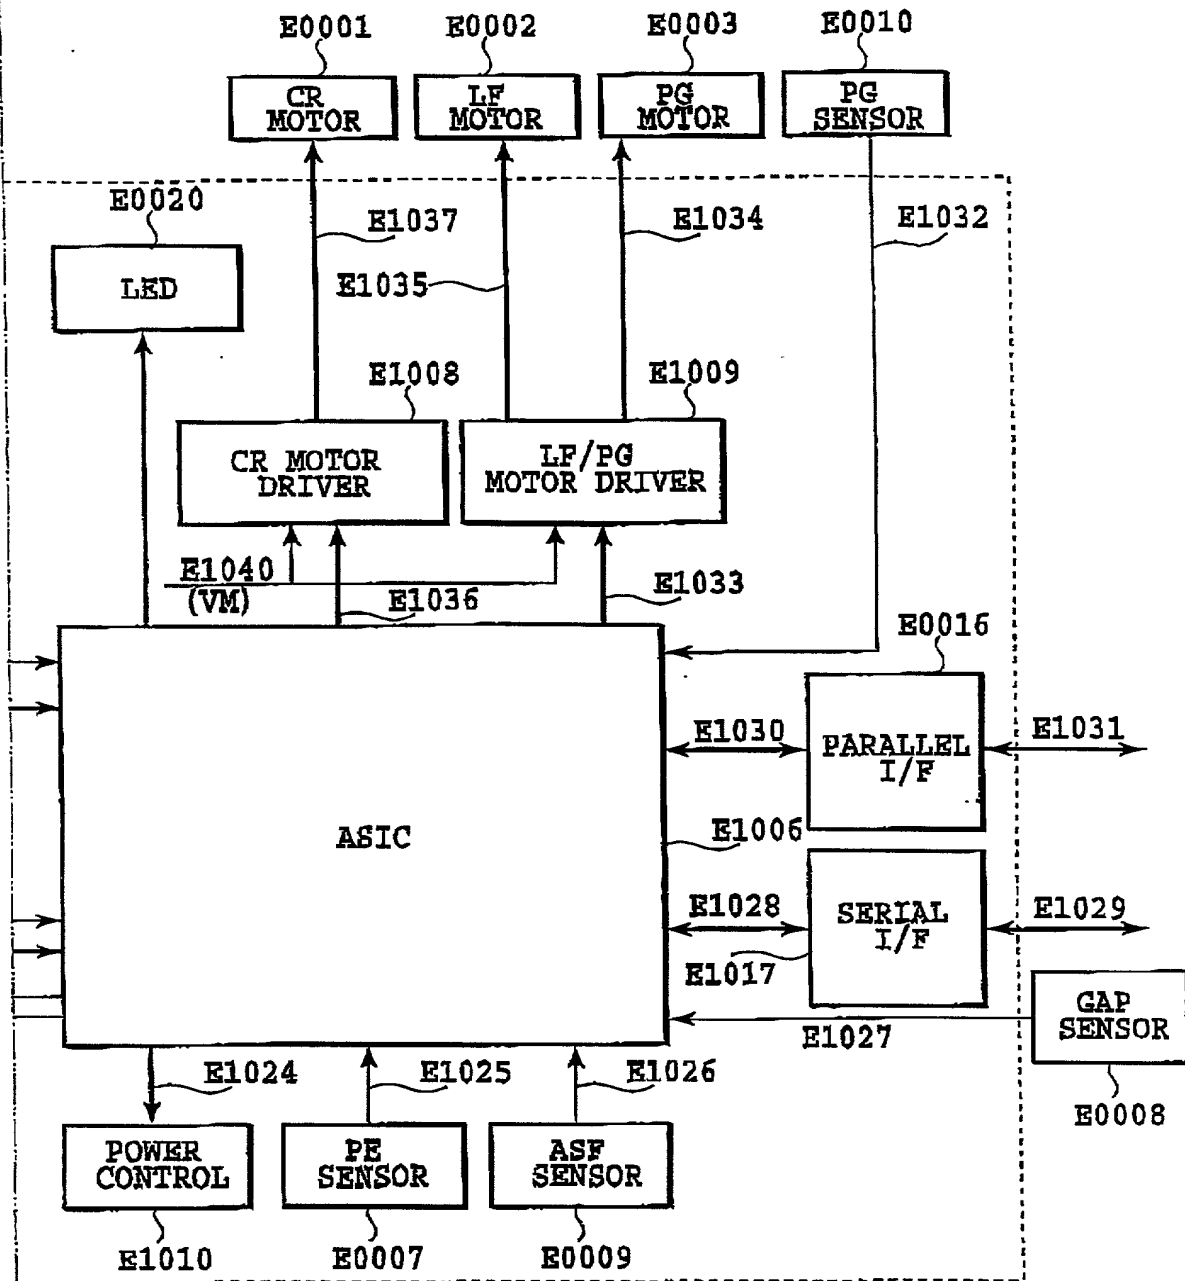 E0001
E0002
E0003
E0010
CR
MOTOR
LF
MOTOR
PG
MOTOR
PG
SENSOR
E0020
E1037
E1034
E1032
LED
E1035
E1008
E1009
CR MOTOR
DRIVER
LF/PG
MOTOR DRIVER
E1040
(VM)
E1036
E1033
E0016
E1030
PARALLEL
I/F
E1031
ASIC
E1006
E1028
SERIAL
I/F
E1029
E1017
GAP
SENSOR
E1027
E1024
E1025
E1026
E0008
POWER
CONTROL
PE
SENSOR
ASF
SENSOR
E1010
E0007
E0009